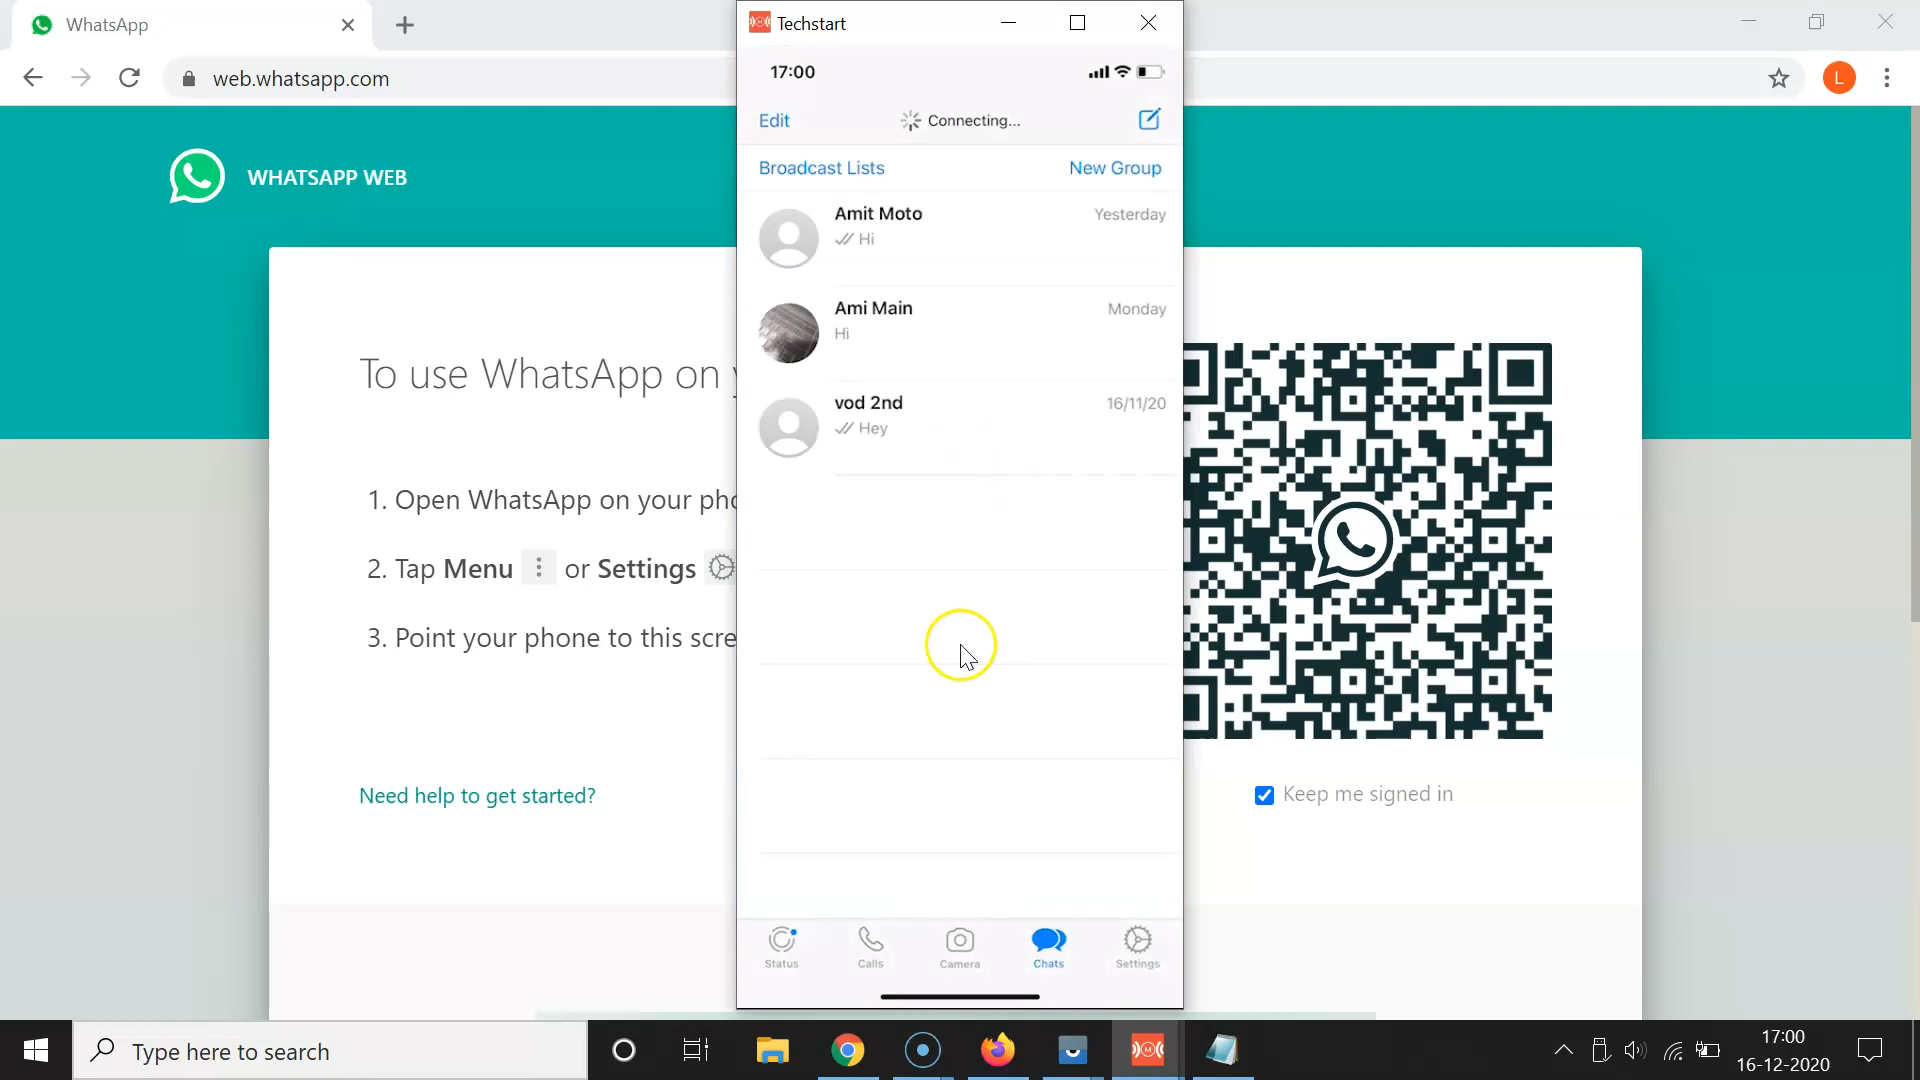 WhatsApp
web.whatsapp.com
L
WHATSAPP WEB
To use WhatsApp on
1. Open WhatsApp on your pho
2. Tap Menu or Settings
3. Point your phone to this scre
Need help to get started?
Keep me signed in
Techstart
17:00
Edit
Connecting...
Broadcast Lists
New Group
Amit Moto
Yesterday
Hi
Ami Main
Monday
Hi
vod 2nd
16/11/20
Hey
Status
Calls
Camera
Chats
Settings
Type here to search
17:00
16-12-2020